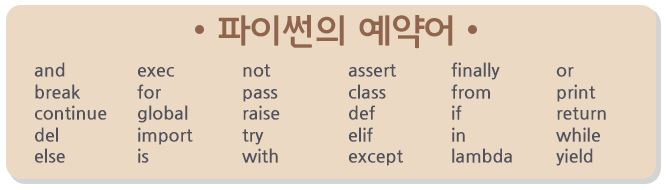 • 파이썬의 예약어 •
and exec not assert finally or
break for pass class from print
continue global raise def if return
del import try elif in while
else is with except lambda yield